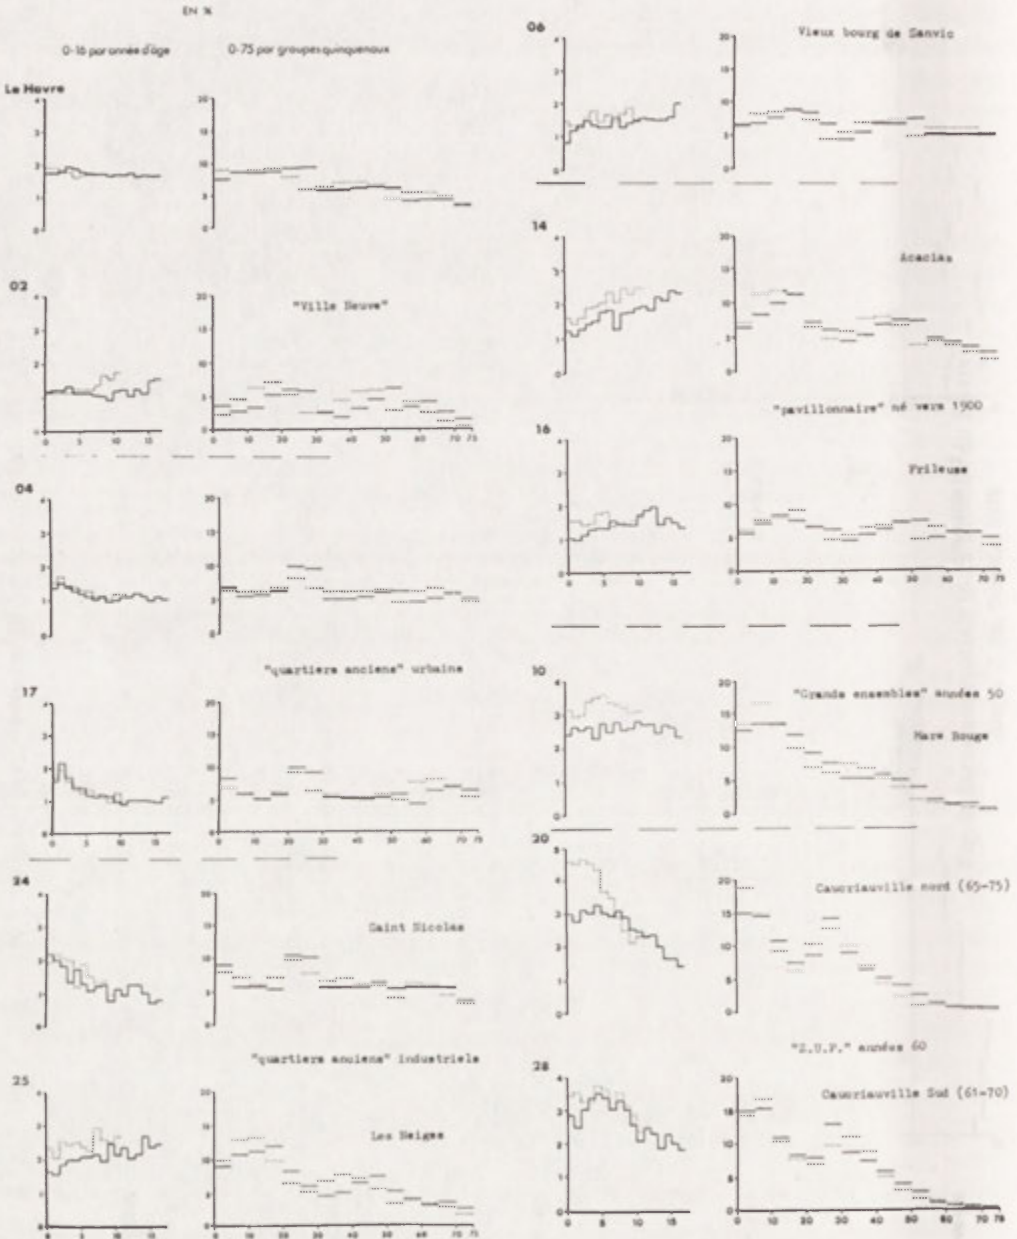 EN %
0-16 par année d'âge
0-75 par groupes quinquenaux
Le Havre
02
"Ville Neuve"
04
"quartiers anciens" urbains
17
24
Saint Nicolas
"quartiers anciens" industriels
25
Les Neiges
06
Vieux bourg de Sanvic
14
Acacias
"pavillonnaire" né vers 1900
16
Frileuse
10
"Grands ensembles" années 50
Mare Rouge
20
Caucriauville nord (65-75)
"Z.U.P." années 60
28
Caucriauville Sud (61-70)